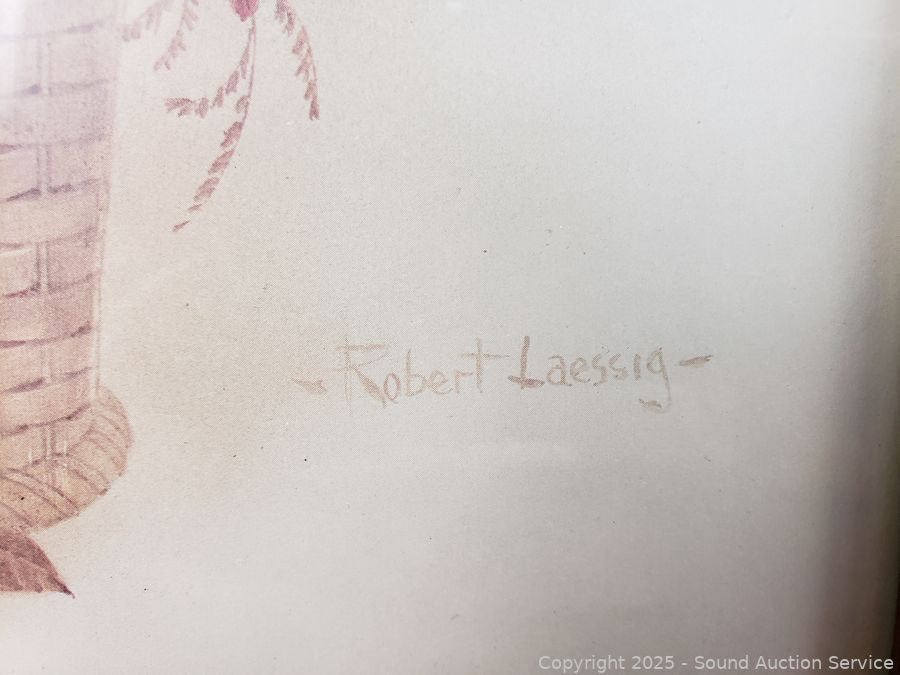 - Robert Laessig -
Copyright 2025 - Sound Auction Service